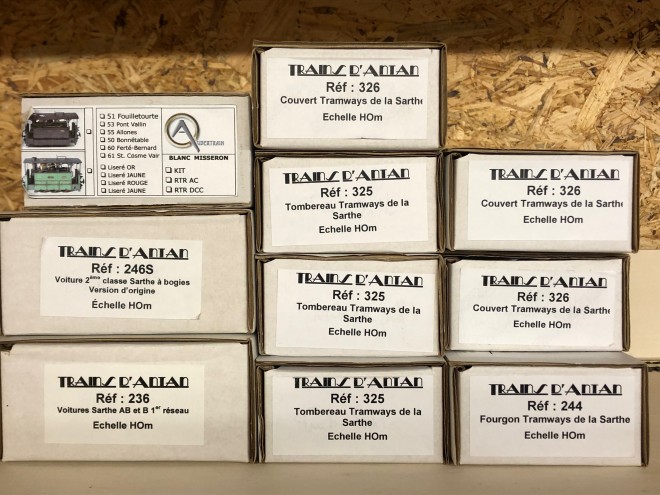 51 Fouilletourte
53 Pont Vallin
55 Allones
50 Bonnétable
60 Ferté-Bernard
61 St. Cosme Vair
Liseré OR
Liseré JAUNE
Liseré ROUGE
Liseré JAUNE
BLANC MISSERON
KIT
RTR AC
RTR DCC
TRAINS D'ANTAN
Réf : 246S
Voiture 2ème classe Sarthe à bogies
Version d'origine
Échelle HOm
TRAINS D'ANTAN
Réf : 236
Voitures Sarthe AB et B 1er réseau
Echelle HOm
TRAINS D'ANTAN
Réf : 326
Couvert Tramways de la Sarthe
Echelle HOm
TRAINS D'ANTAN
Réf : 325
Tombereau Tramways de la
Sarthe
Echelle HOm
TRAINS D'ANTAN
Réf : 325
Tombereau Tramways de la
Sarthe
Echelle HOm
TRAINS D'ANTAN
Réf : 325
Tombereau Tramways de la
Sarthe
Echelle HOm
TRAINS D'ANTAN
Réf : 326
Couvert Tramways de la Sarthe
Echelle HOm
TRAINS D'ANTAN
Réf : 326
Couvert Tramways de la Sarthe
Echelle HOm
TRAINS D'ANTAN
Réf : 244
Fourgon Tramways de la Sarthe
Echelle HOm